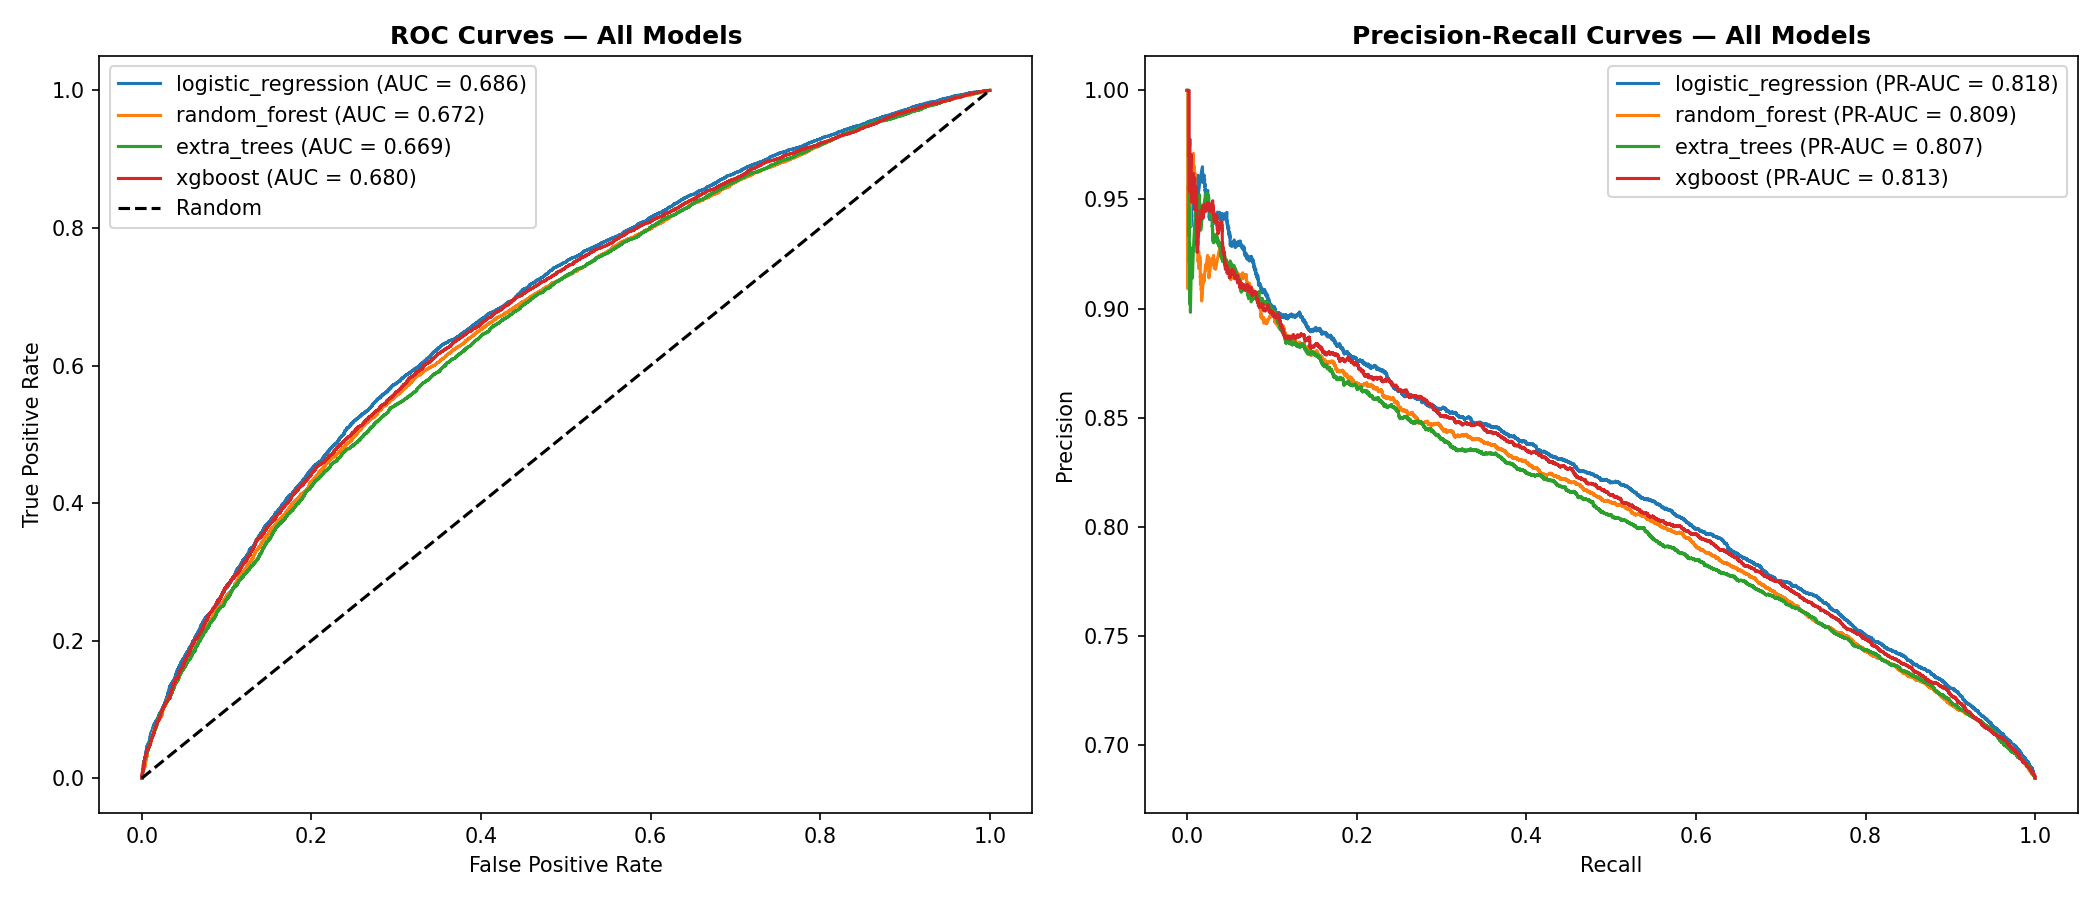 ROC Curves — All Models
logistic_regression (AUC = 0.686)
random_forest (AUC = 0.672)
extra_trees (AUC = 0.669)
xgboost (AUC = 0.680)
Random
True Positive Rate
1.0
0.8
0.6
0.4
0.2
0.0
0.0 0.2 0.4 0.6 0.8 1.0
False Positive Rate
Precision-Recall Curves — All Models
logistic_regression (PR-AUC = 0.818)
random_forest (PR-AUC = 0.809)
extra_trees (PR-AUC = 0.807)
xgboost (PR-AUC = 0.813)
Precision
1.00
0.95
0.90
0.85
0.80
0.75
0.70
0.0 0.2 0.4 0.6 0.8 1.0
Recall